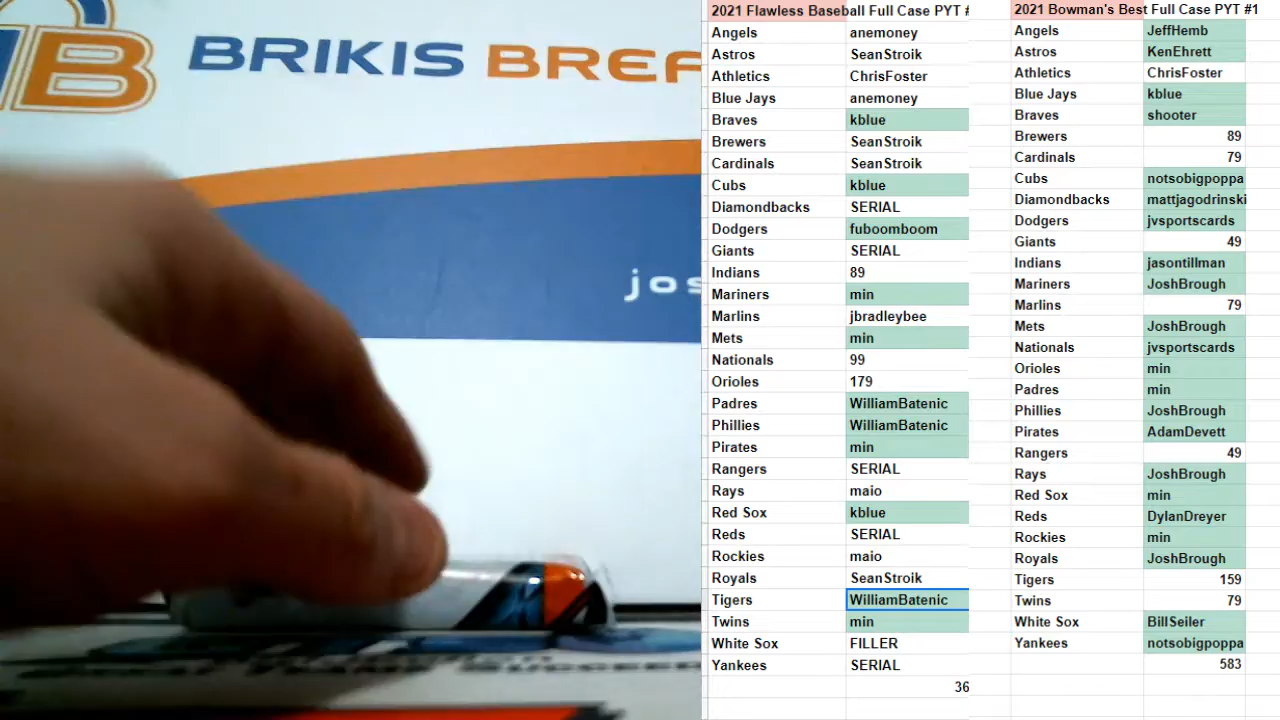 BRIKIS BREA
jos
2021 Flawless Baseball Full Case PYT #
Angels anemoney
Astros SeanStroik
Athletics ChrisFoster
Blue Jays anemoney
Braves kblue
Brewers SeanStroik
Cardinals SeanStroik
Cubs kblue
Diamondbacks SERIAL
Dodgers fuboomboom
Giants SERIAL
Indians 89
Mariners min
Marlins jbradleybee
Mets min
Nationals 99
Orioles 179
Padres WilliamBatenic
Phillies WilliamBatenic
Pirates min
Rangers SERIAL
Rays maio
Red Sox kblue
Reds SERIAL
Rockies maio
Royals SeanStroik
Tigers WilliamBatenic
Twins min
White Sox FILLER
Yankees SERIAL
36
2021 Bowman's Best Full Case PYT #1
Angels JeffHemb
Astros KenEhrett
Athletics ChrisFoster
Blue Jays kblue
Braves shooter
Brewers 89
Cardinals 79
Cubs notsobigpoppa
Diamondbacks mattjagodrinski
Dodgers jvsportscards
Giants 49
Indians jasontillman
Mariners JoshBrough
Marlins 79
Mets JoshBrough
Nationals jvsportscards
Orioles min
Padres min
Phillies JoshBrough
Pirates AdamDevett
Rangers 49
Rays JoshBrough
Red Sox min
Reds DylanDreyer
Rockies min
Royals JoshBrough
Tigers 159
Twins 79
White Sox BillSeiler
Yankees notsobigpoppa
583